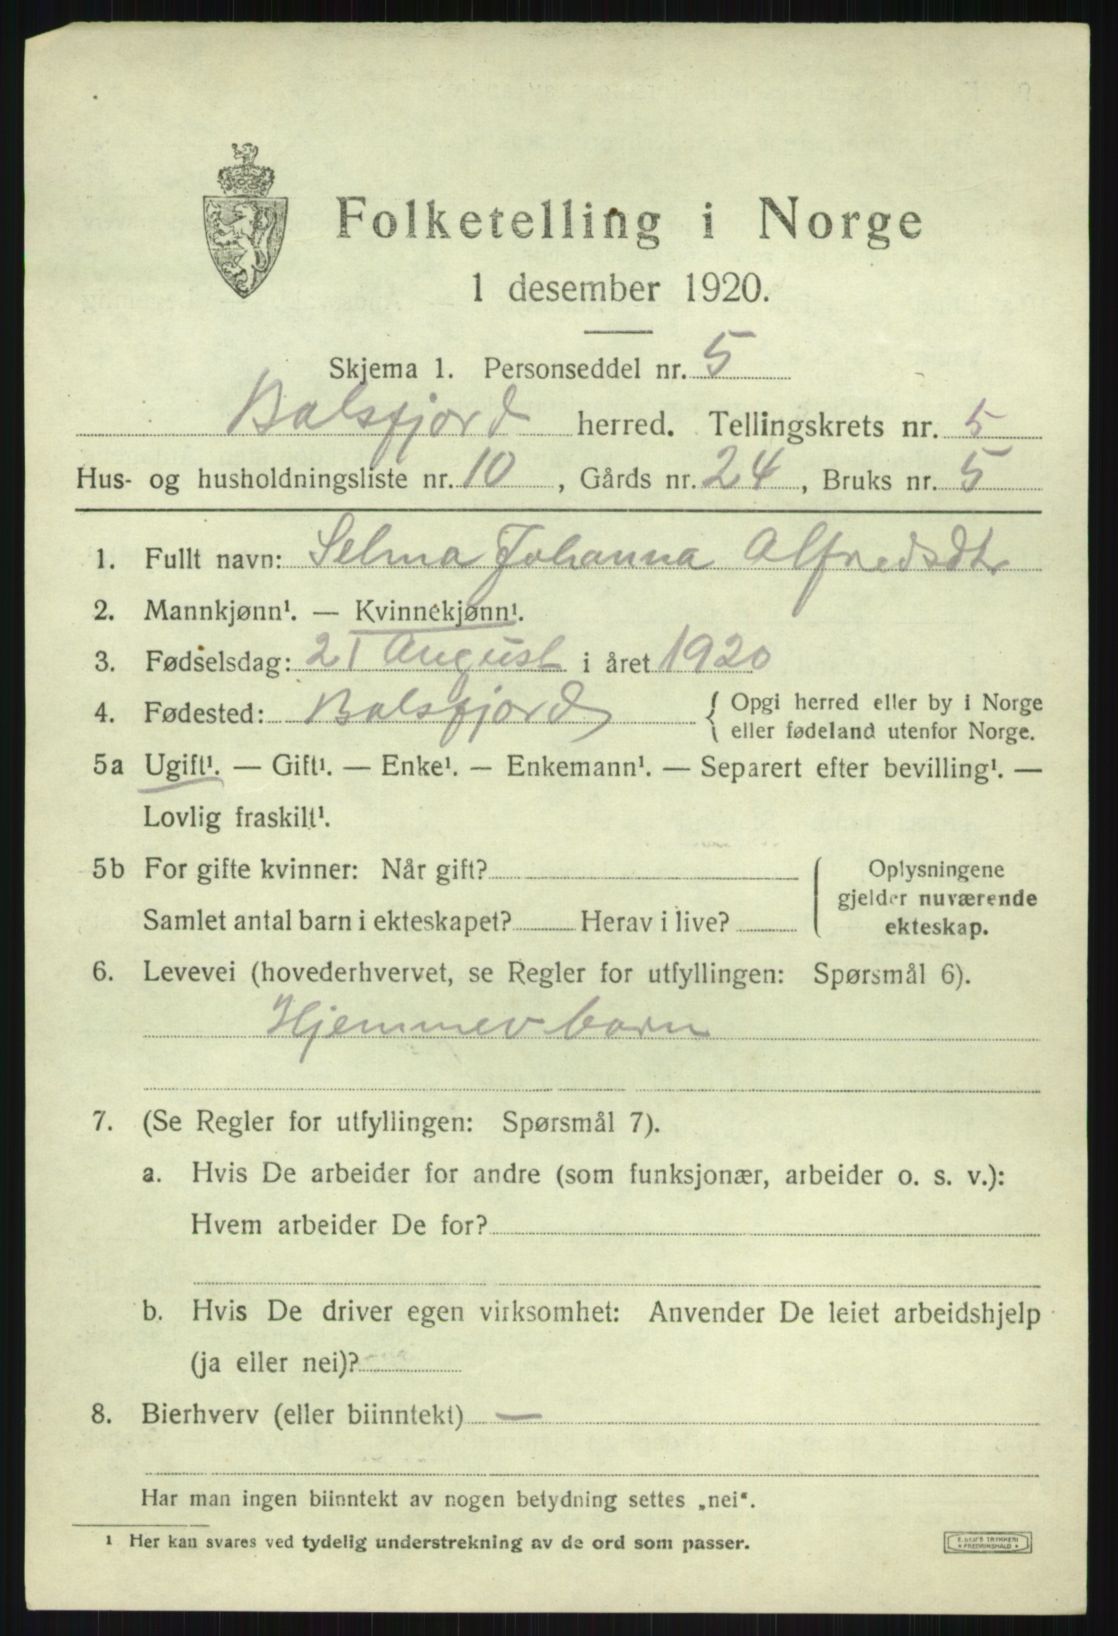 Folketelling i Norge
1 desember 1920.
Skjema 1. Personseddel nr. 5
Balsfjord herred. Tellingskrets nr. 5
Hus- og husholdningsliste nr. 10, Gårds nr. 24, Bruks nr. 5
1. Fullt navn: Selma Johanna Alfredsdtr
2. Mannkjønn¹. — Kvinnekjønn¹.
3. Fødselsdag: 21 August i året 1920
4. Fødested: Balsfjord { Opgi herred eller by i Norge
eller fødeland utenfor Norge.
5a Ugift¹. — Gift¹. — Enke¹. — Enkemann¹. — Separert efter bevilling¹. —
Lovlig fraskilt¹.
5b For gifte kvinner: Når gift?
Samlet antal barn i ekteskapet? Herav i live?
Oplysningene
gjelder nuværende
ekteskap.
6. Levevei (hovederhvervet, se Regler for utfyllingen: Spørsmål 6).
Hjemmev barn
7. (Se Regler for utfyllingen: Spørsmål 7).
a. Hvis De arbeider for andre (som funksjonær, arbeider o. s. v.):
Hvem arbeider De for?
b. Hvis De driver egen virksomhet: Anvender De leiet arbeidshjelp
(ja eller nei)?
8. Bierhverv (eller biinntekt) —
Har man ingen biinntekt av nogen betydning settes „nei".
¹ Her kan svares ved tydelig understrekning av de ord som passer.